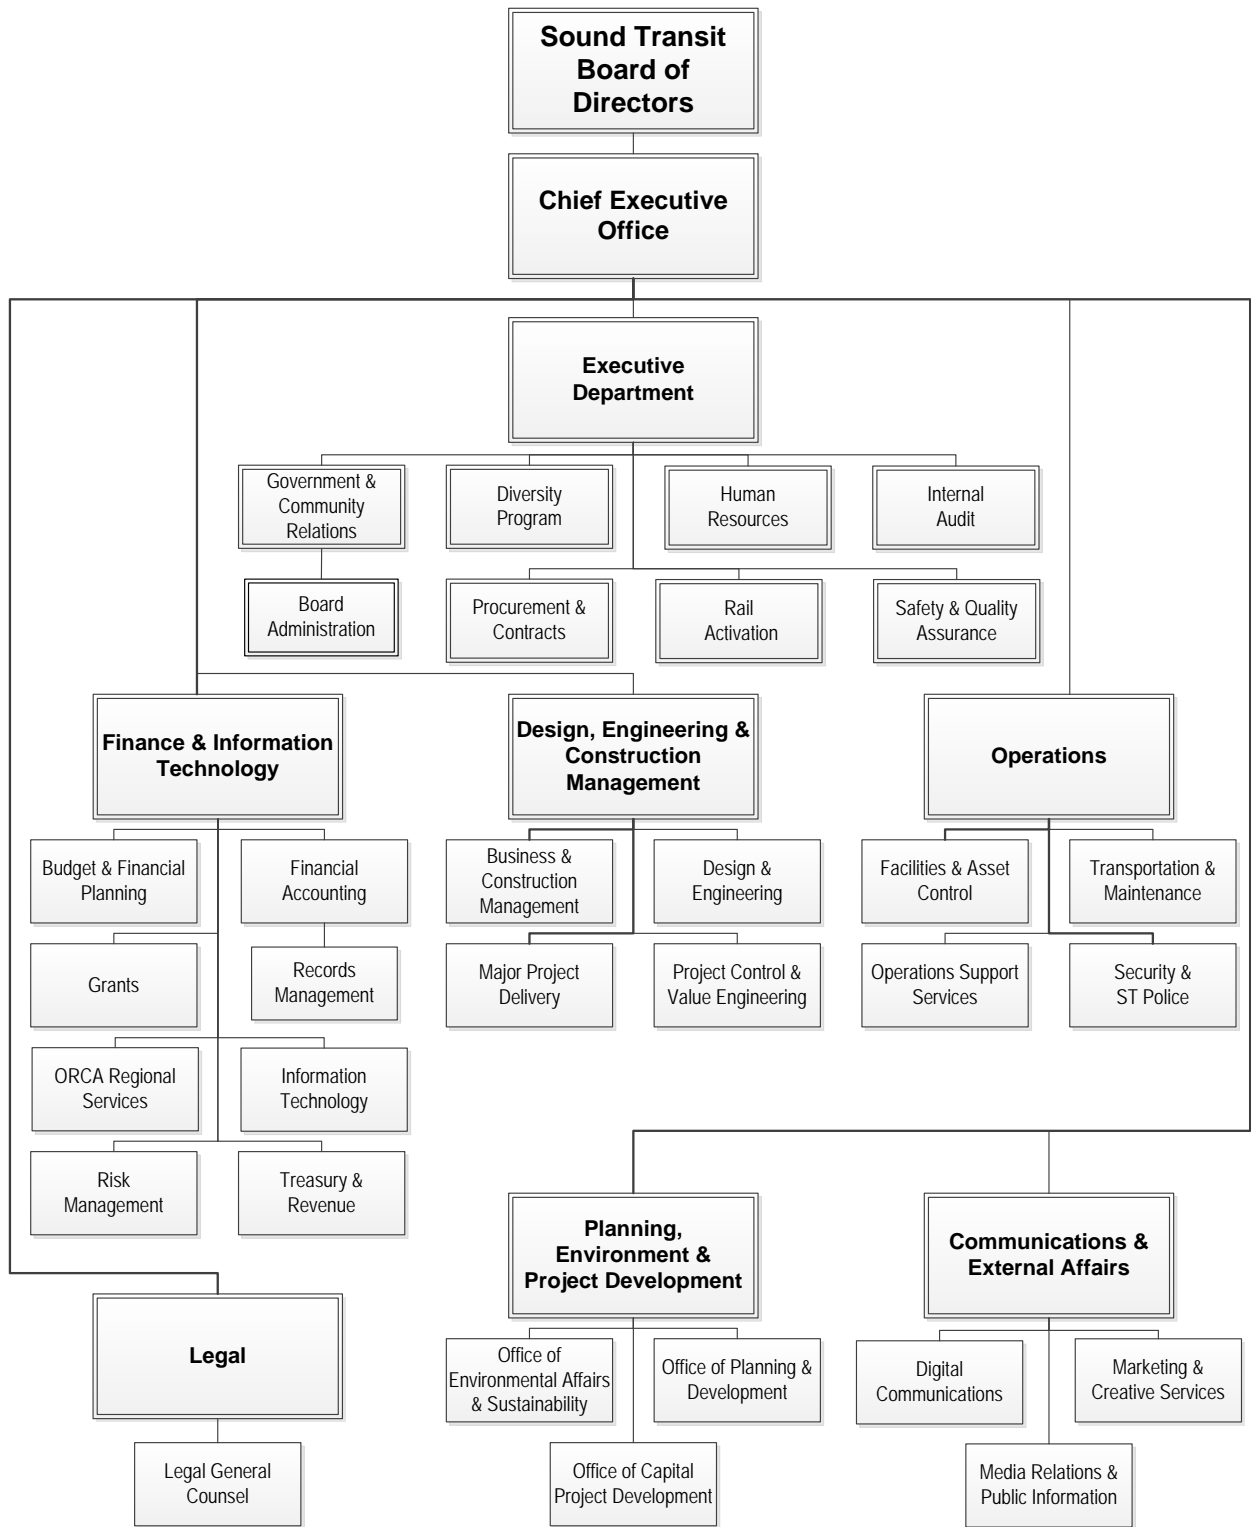 Sound Transit
Board of
Directors
Chief Executive
Office
Executive
Department
Government &
Community
Relations
Diversity
Program
Human
Resources
Internal
Audit
Board
Administration
Procurement &
Contracts
Rail
Activation
Safety & Quality
Assurance
Finance & Information
Technology
Design, Engineering &
Construction
Management
Operations
Budget & Financial
Planning
Financial
Accounting
Business &
Construction
Management
Design &
Engineering
Facilities & Asset
Control
Transportation &
Maintenance
Grants
Records
Management
Major Project
Delivery
Project Control &
Value Engineering
Operations Support
Services
Security &
ST Police
ORCA Regional
Services
Information
Technology
Risk
Management
Treasury &
Revenue
Planning,
Environment &
Project Development
Communications &
External Affairs
Legal
Office of
Environmental Affairs
& Sustainability
Office of Planning &
Development
Digital
Communications
Marketing &
Creative Services
Legal General
Counsel
Office of Capital
Project Development
Media Relations &
Public Information